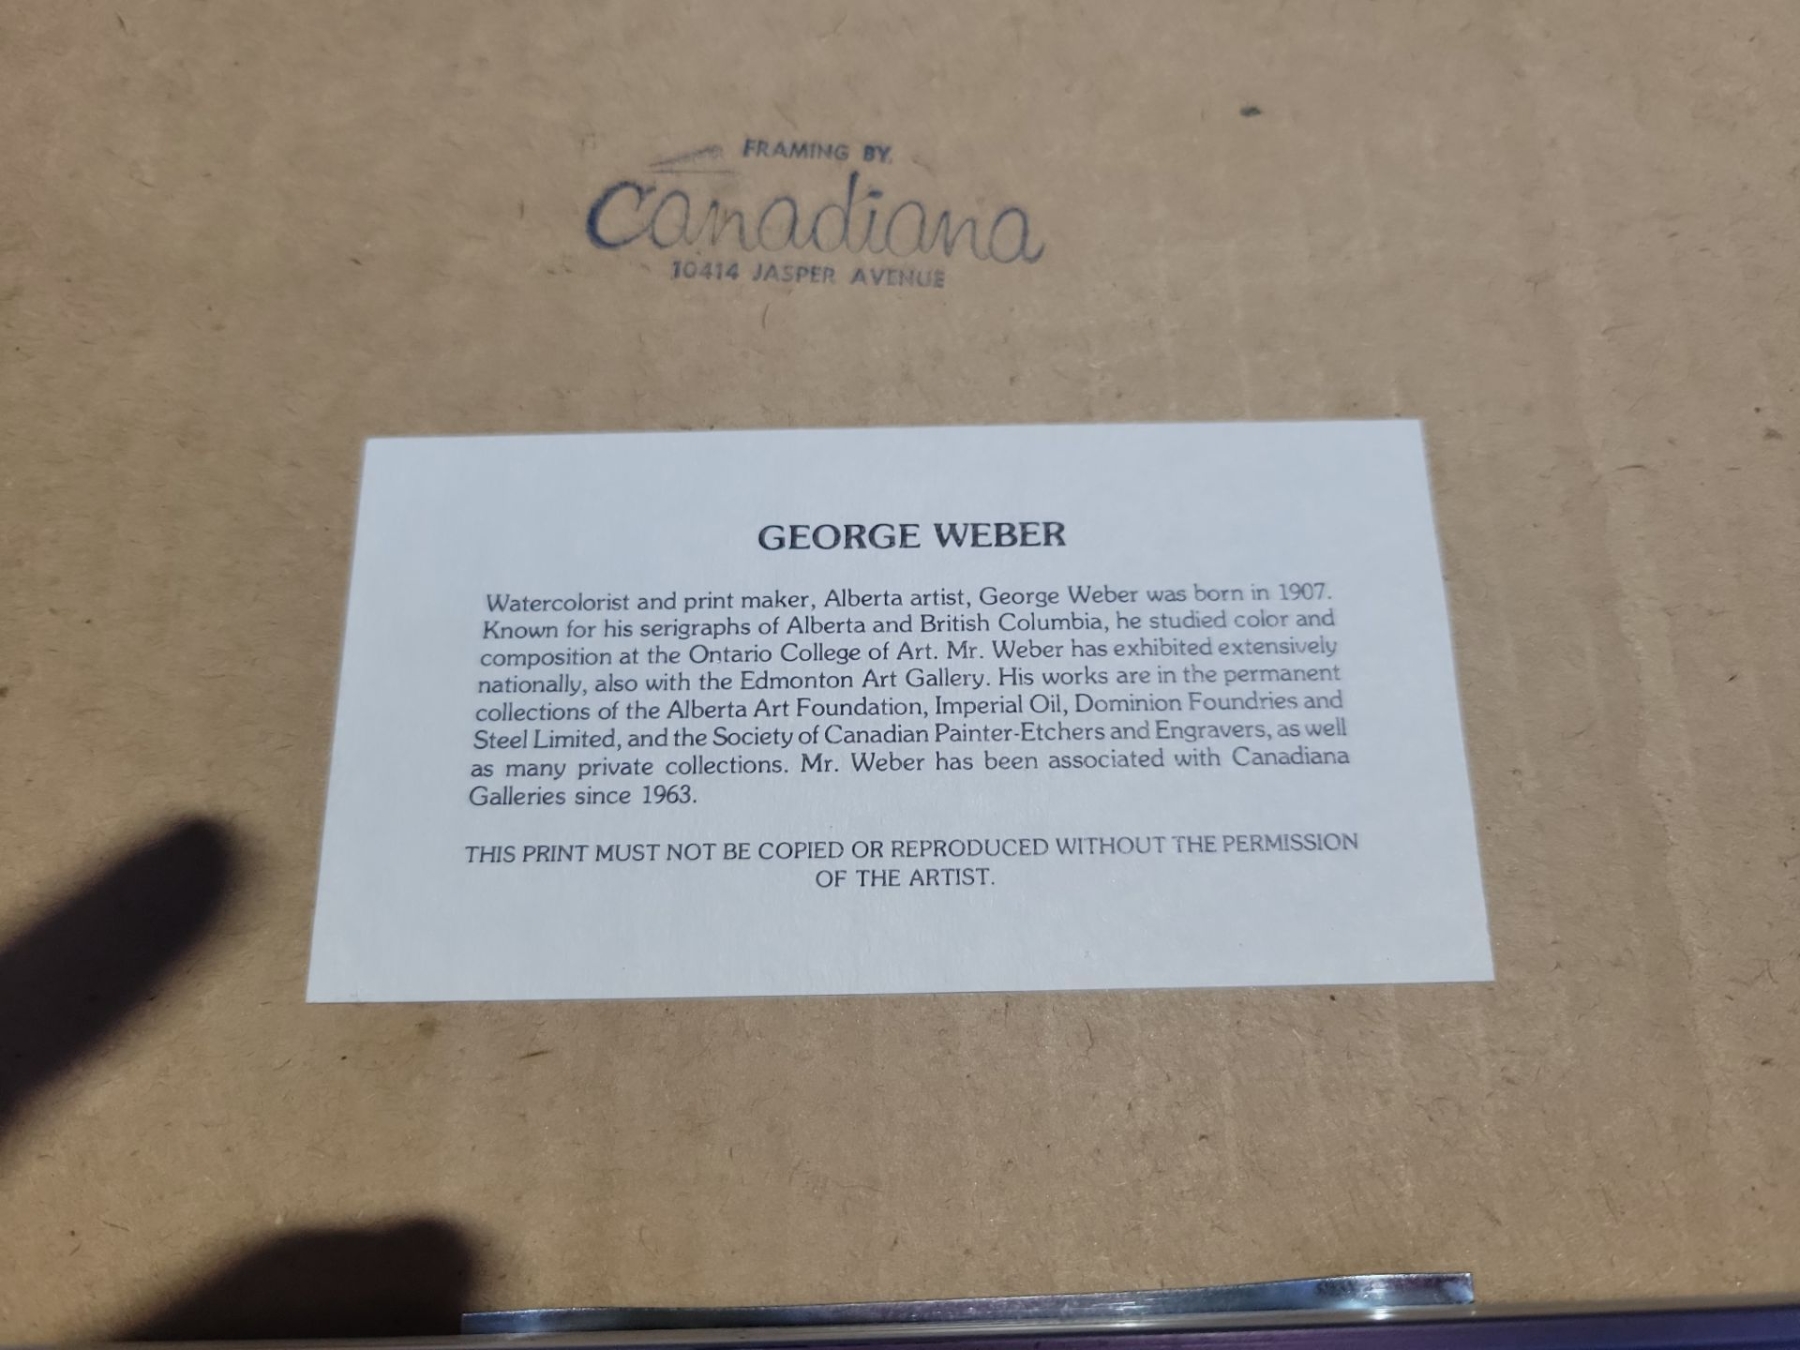 FRAMING BY
Canadiana
10414 JASPER AVENUE
GEORGE WEBER
Watercolorist and print maker, Alberta artist, George Weber was born in 1907.
Known for his serigraphs of Alberta and British Columbia, he studied color and
composition at the Ontario College of Art. Mr. Weber has exhibited extensively
nationally, also with the Edmonton Art Gallery. His works are in the permanent
collections of the Alberta Art Foundation, Imperial Oil, Dominion Foundries and
Steel Limited, and the Society of Canadian Painter-Etchers and Engravers, as well
as many private collections. Mr. Weber has been associated with Canadiana
Galleries since 1963.
THIS PRINT MUST NOT BE COPIED OR REPRODUCED WITHOUT THE PERMISSION
OF THE ARTIST.